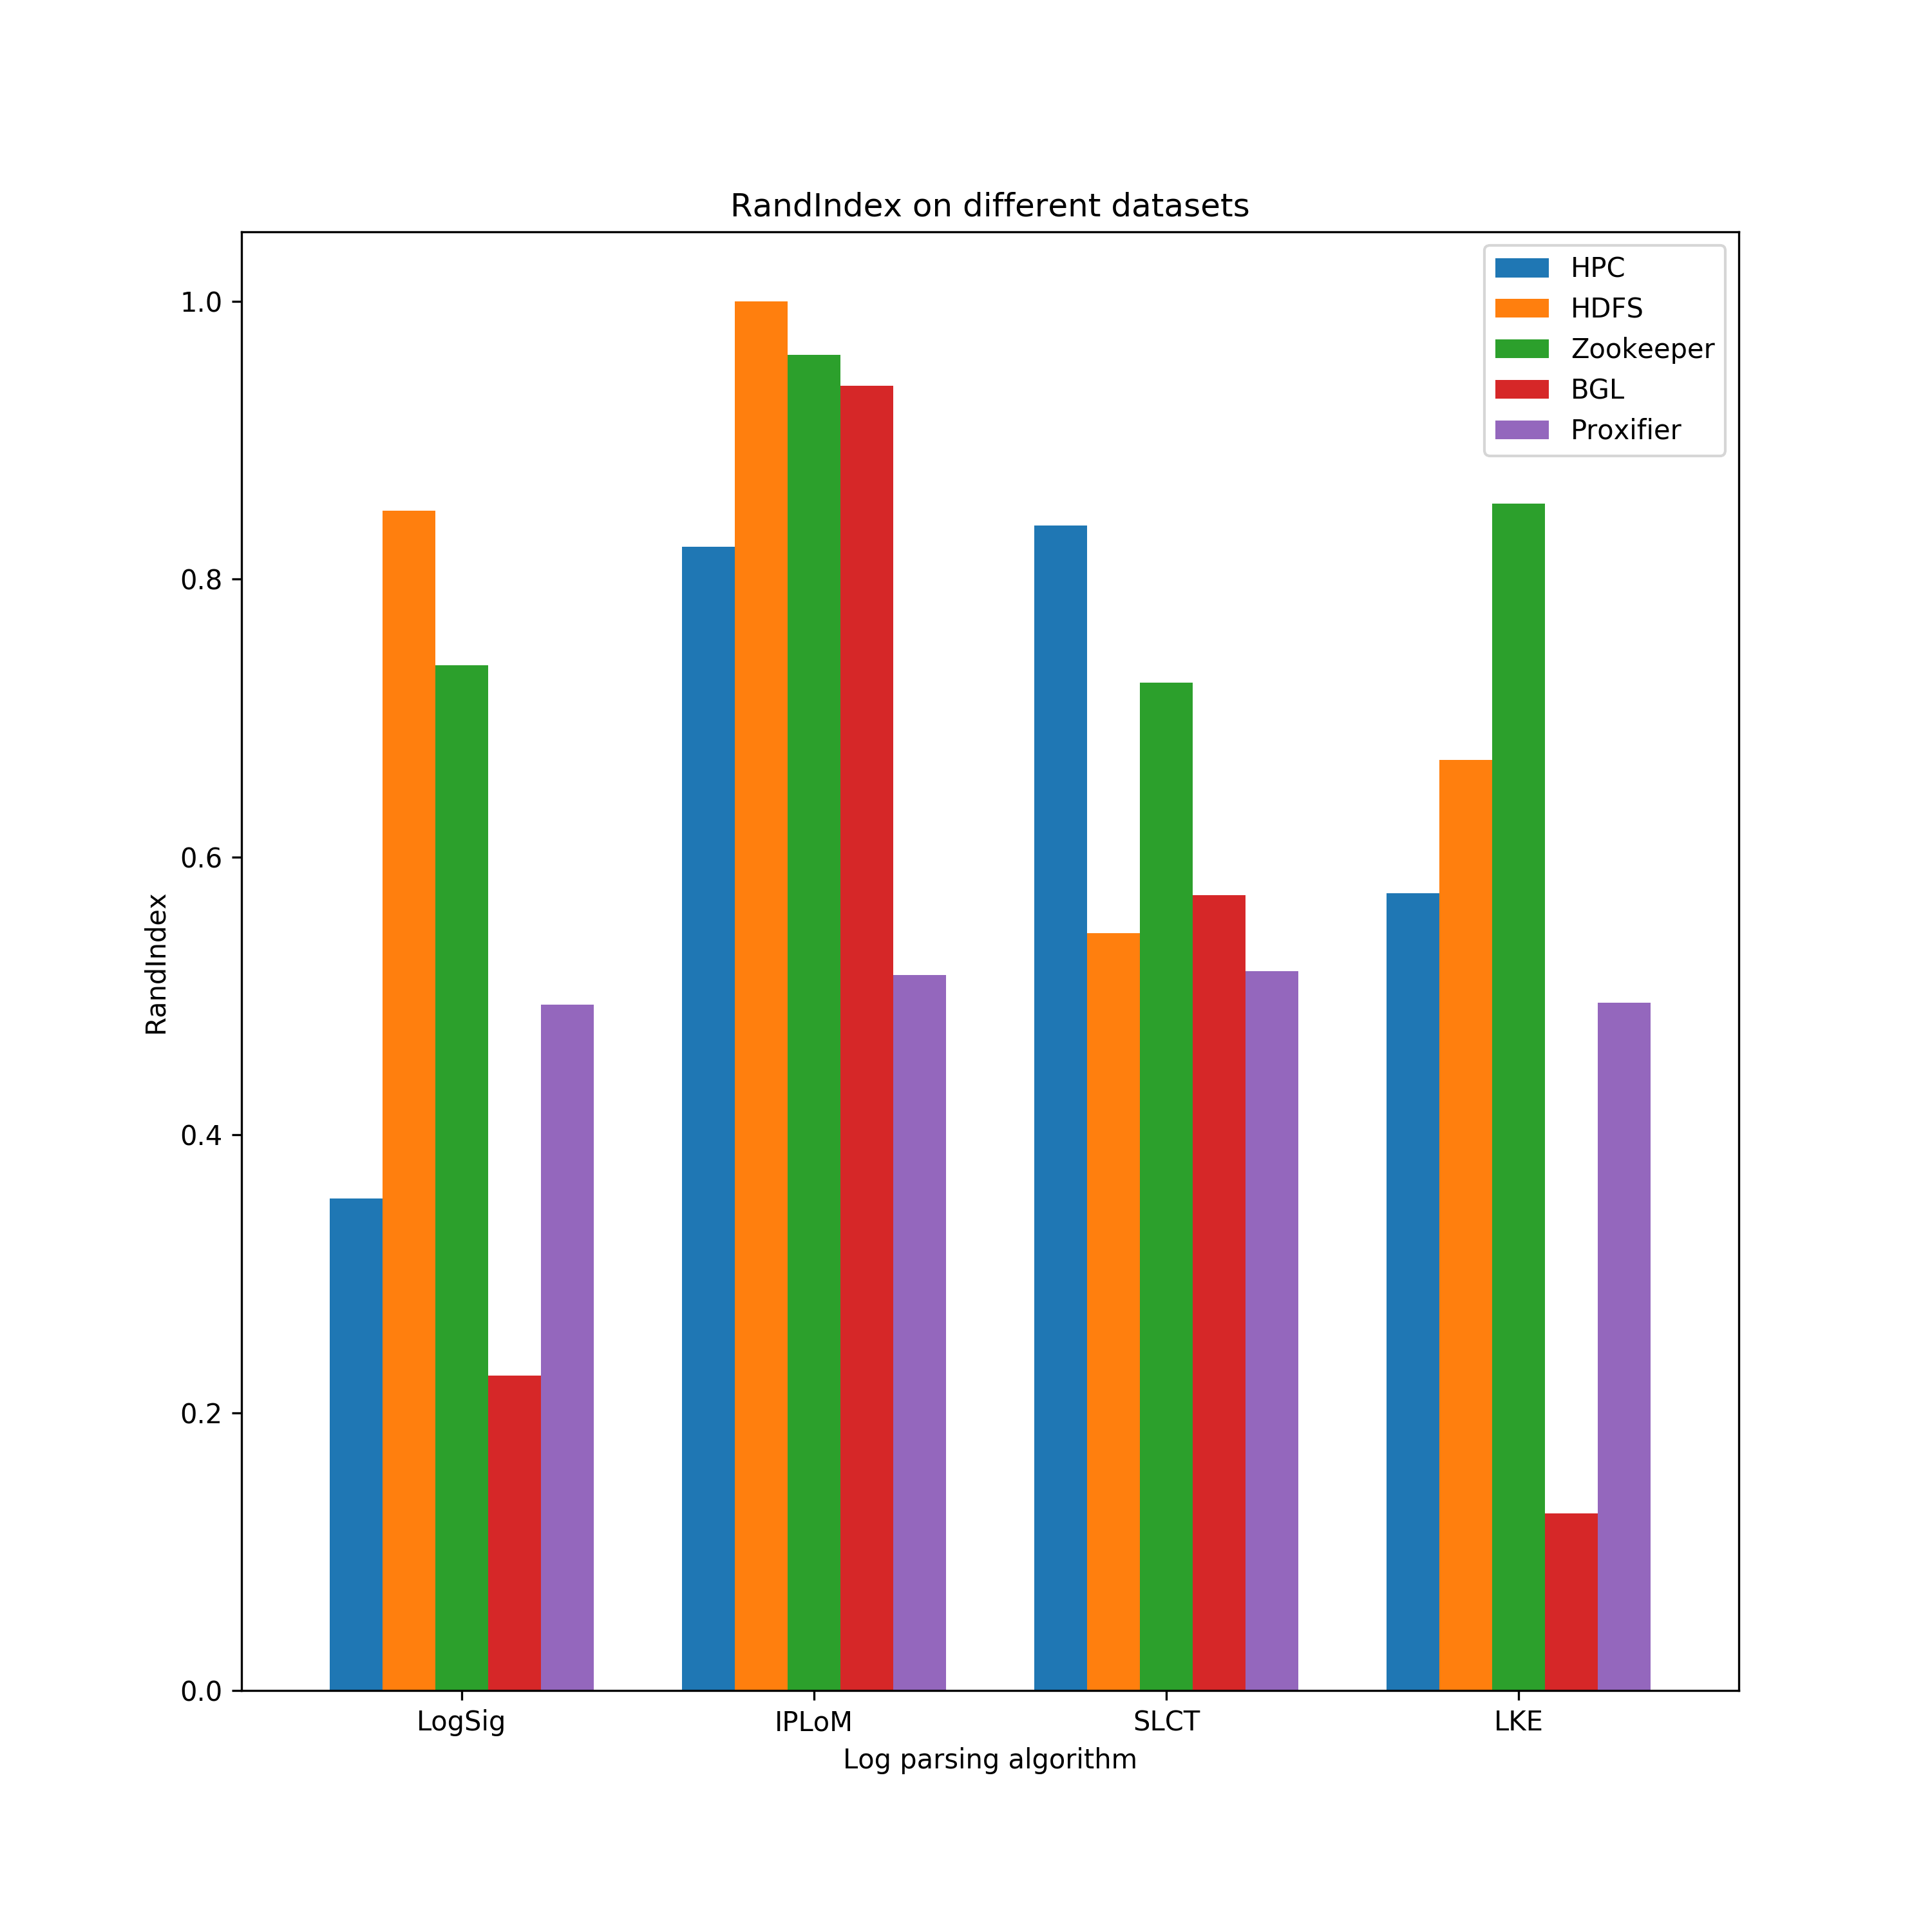 RandIndex on different datasets
HPC
HDFS
Zookeeper
BGL
Proxifier
1.0
0.8
0.6
0.4
0.2
0.0
RandIndex
LogSig IPLoM SLCT LKE
Log parsing algorithm